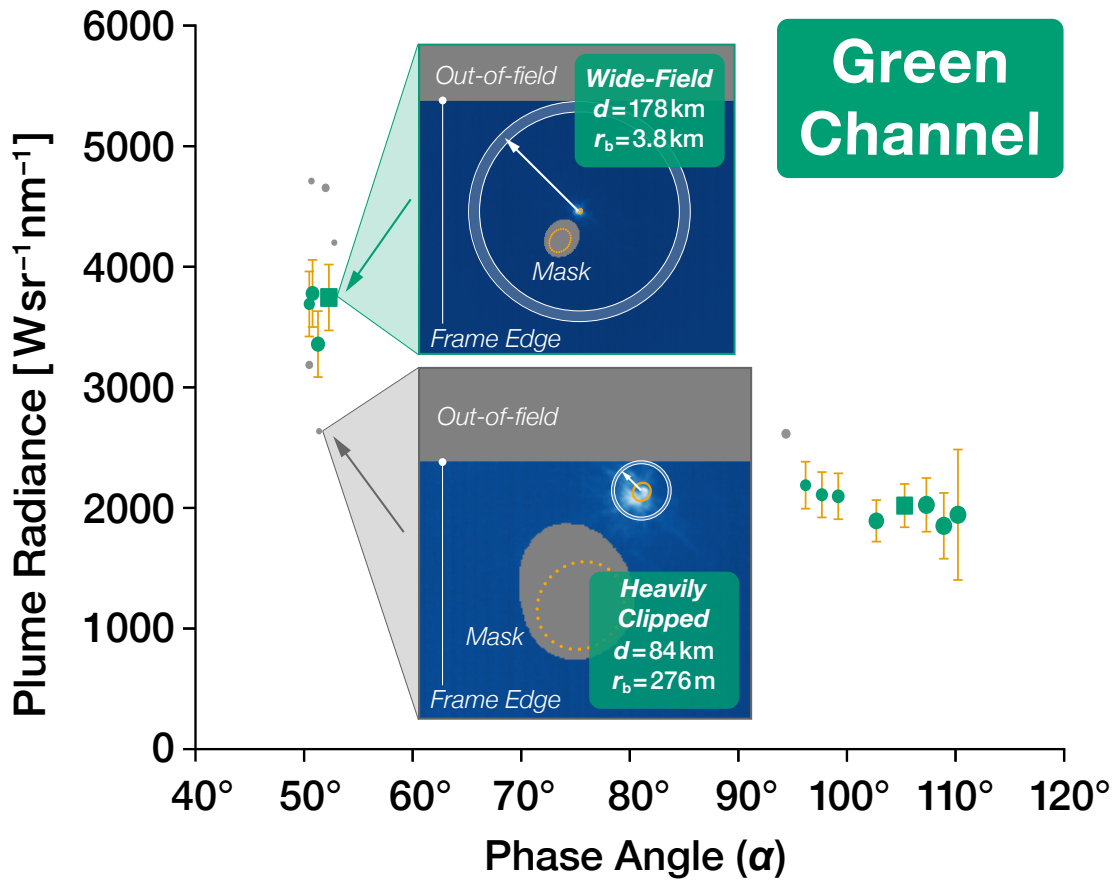 Green
Channel
Plume Radiance [W sr⁻¹ nm⁻¹]
6000
5000
4000
3000
2000
1000
0
Out-of-field
Wide-Field
d = 178 km
r_b = 3.8 km
Mask
Frame Edge
Out-of-field
Heavily
Clipped
d = 84 km
r_b = 276 m
Mask
Frame Edge
40° 50° 60° 70° 80° 90° 100° 110° 120°
Phase Angle (α)